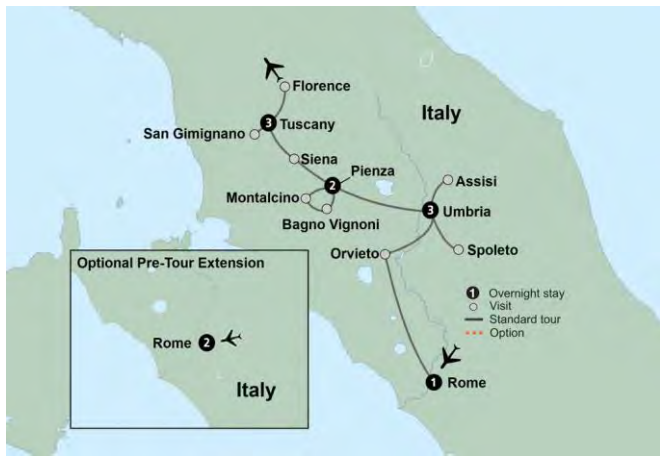 Florence
Italy
3 Tuscany
San Gimignano
Siena
Pienza
2
Montalcino
Assisi
Bagno Vignoni
3 Umbria
Orvieto
Spoleto
Optional Pre-Tour Extension
1 Overnight stay
Visit
Standard tour
Option
Rome 2
Italy
1 Rome